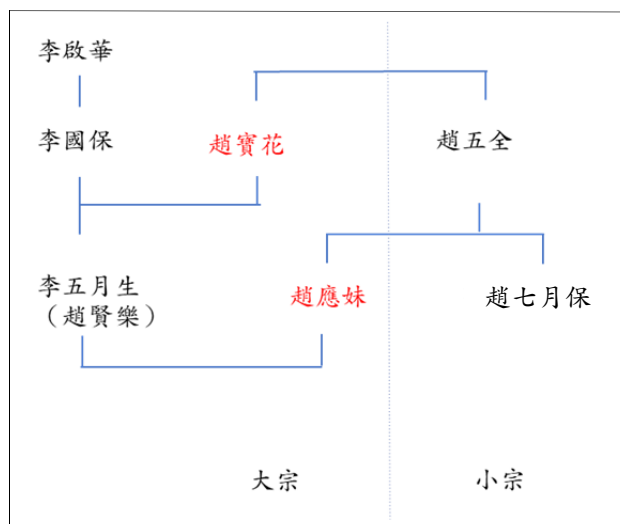 李啟華
李國保
趙寶花
趙五全
李五月生
（趙賢樂）
趙應妹
趙七月保
大宗
小宗